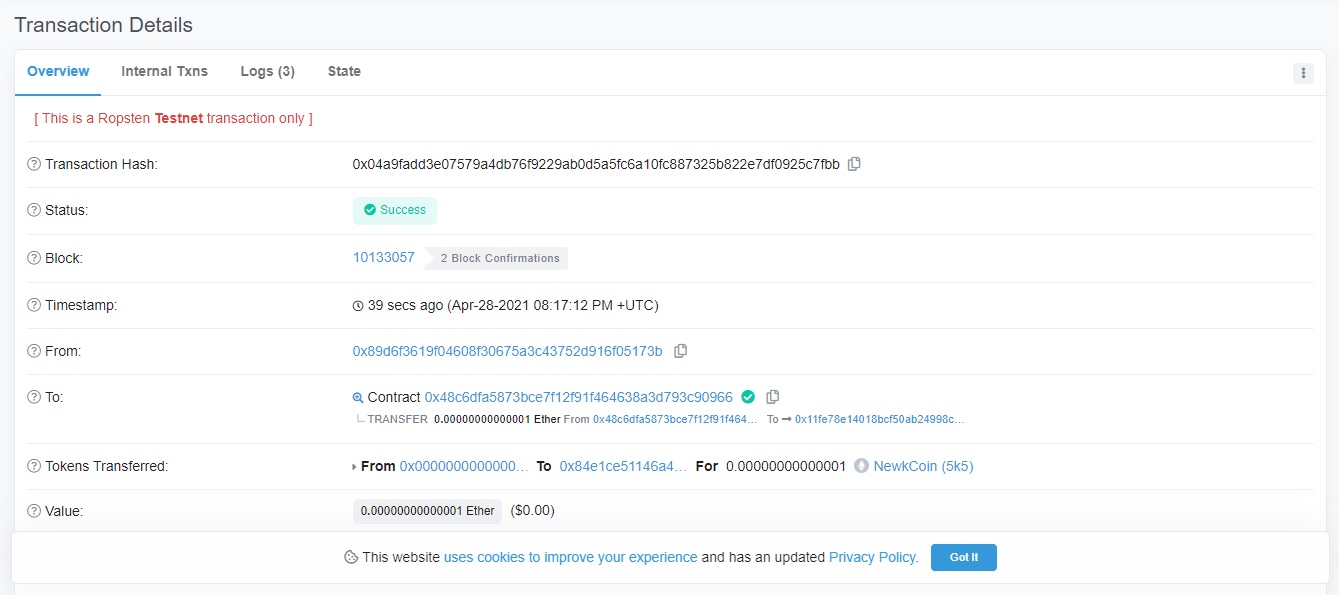 Transaction Details
Overview Internal Txns Logs (3) State
[ This is a Ropsten Testnet transaction only ]
Transaction Hash: 0x04a9fadd3e07579a4db76f9229ab0d5a5fc6a10fc887325b822e7df0925c7fbb
Status: Success
Block: 10133057 2 Block Confirmations
Timestamp: 39 secs ago (Apr-28-2021 08:17:12 PM +UTC)
From: 0x89d6f3619f04608f30675a3c43752d916f05173b
To: Contract 0x48c6dfa5873bce7f12f91f464638a3d793c90966
TRANSFER 0.00000000000001 Ether From 0x48c6dfa5873bce7f12f91f464... To → 0x11fe78e14018bcf50ab24998c...
Tokens Transferred: From 0x0000000000000... To 0x84e1ce51146a4... For 0.00000000000001 NewkCoin (5k5)
Value: 0.00000000000001 Ether ($0.00)
This website uses cookies to improve your experience and has an updated Privacy Policy. Got It